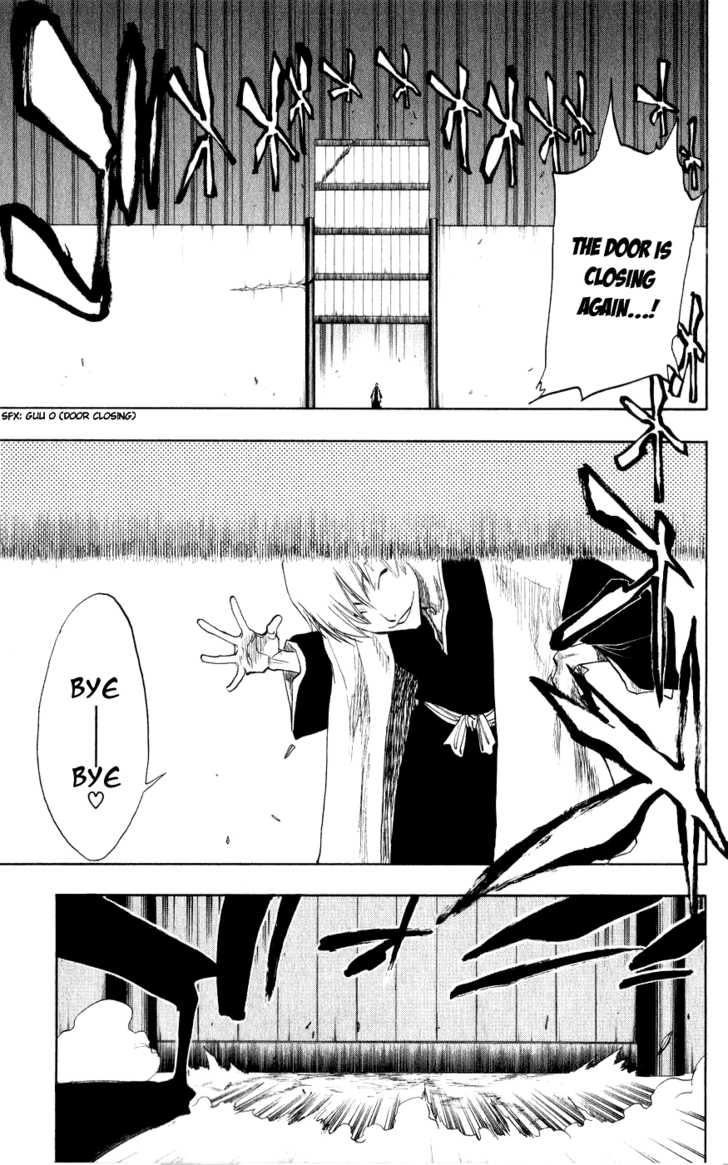 THE DOOR IS
CLOSING
AGAIN...!
SFX: GUU O (DOOR CLOSING)
BYE
—
BYE
♡